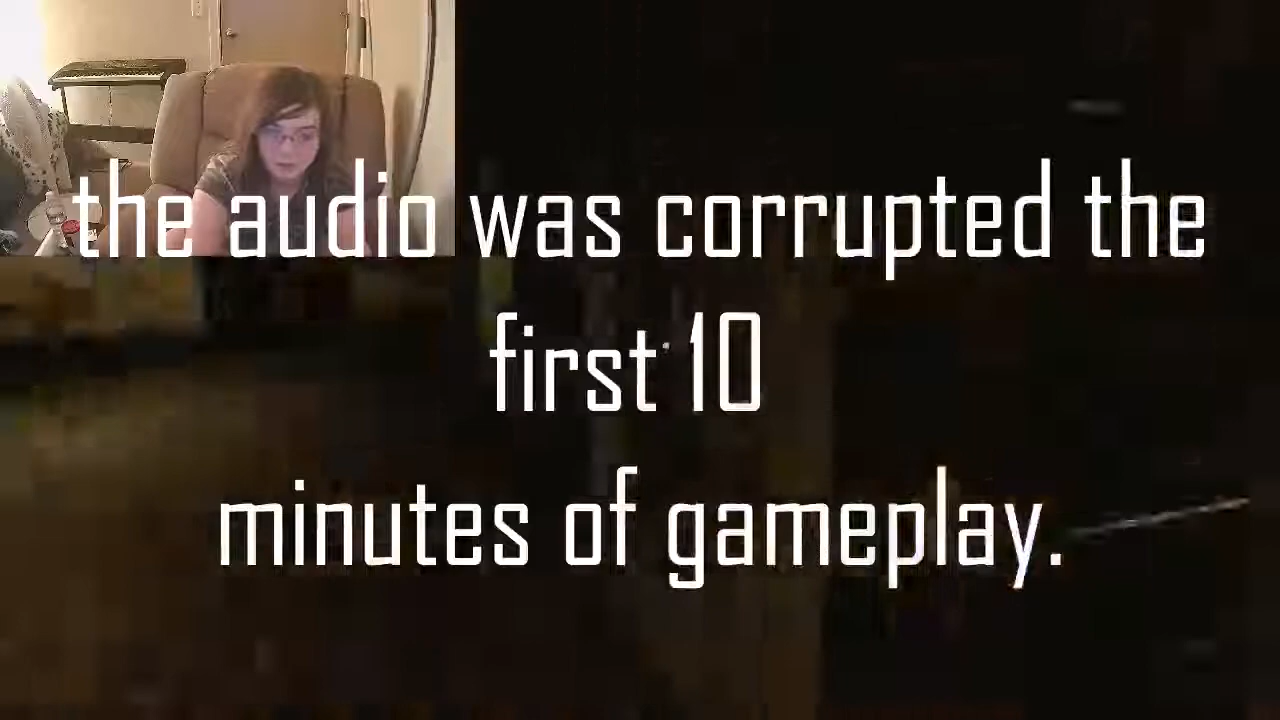 the audio was corrupted the
first 10
minutes of gameplay.